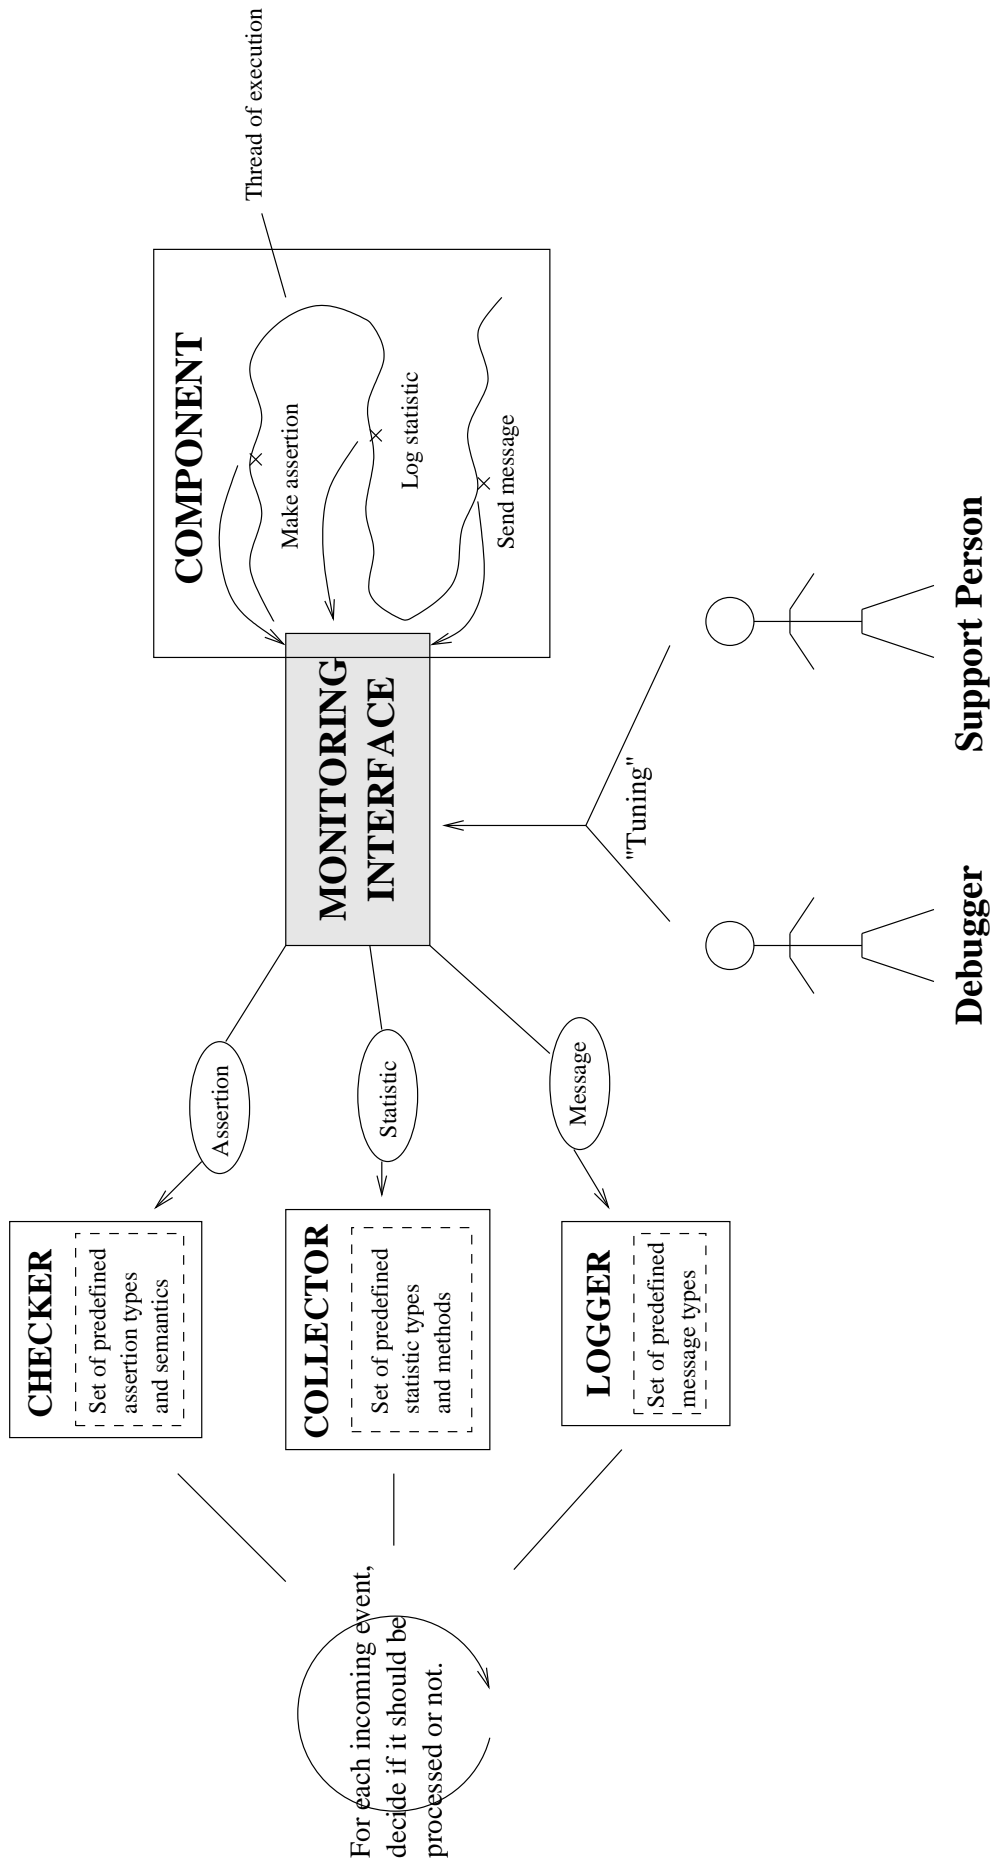 For each incoming event,
decide if it should be
processed or not.
CHECKER
Set of predefined
assertion types
and semantics
COLLECTOR
Set of predefined
statistic types
and methods
LOGGER
Set of predefined
message types
Assertion
Statistic
Message
MONITORING
INTERFACE
"Tuning"
Debugger
Support Person
COMPONENT
Make assertion
Log statistic
Send message
Thread of execution